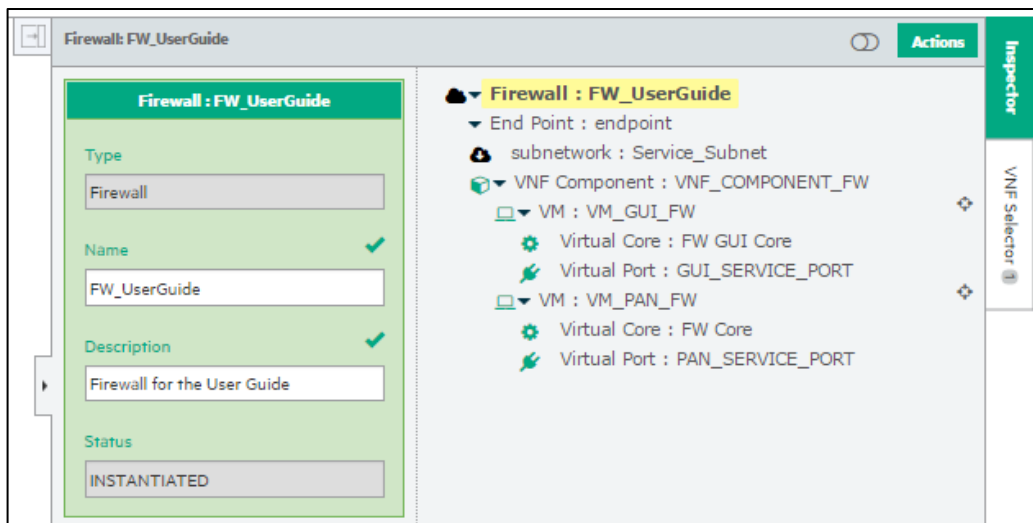 Firewall: FW_UserGuide
Actions
Firewall : FW_UserGuide
Type
Firewall
Name
FW_UserGuide
Description
Firewall for the User Guide
Status
INSTANTIATED
Firewall : FW_UserGuide
End Point : endpoint
subnetwork : Service_Subnet
VNF Component : VNF_COMPONENT_FW
VM : VM_GUI_FW
Virtual Core : FW GUI Core
Virtual Port : GUI_SERVICE_PORT
VM : VM_PAN_FW
Virtual Core : FW Core
Virtual Port : PAN_SERVICE_PORT
Inspector
VNF Selector 1